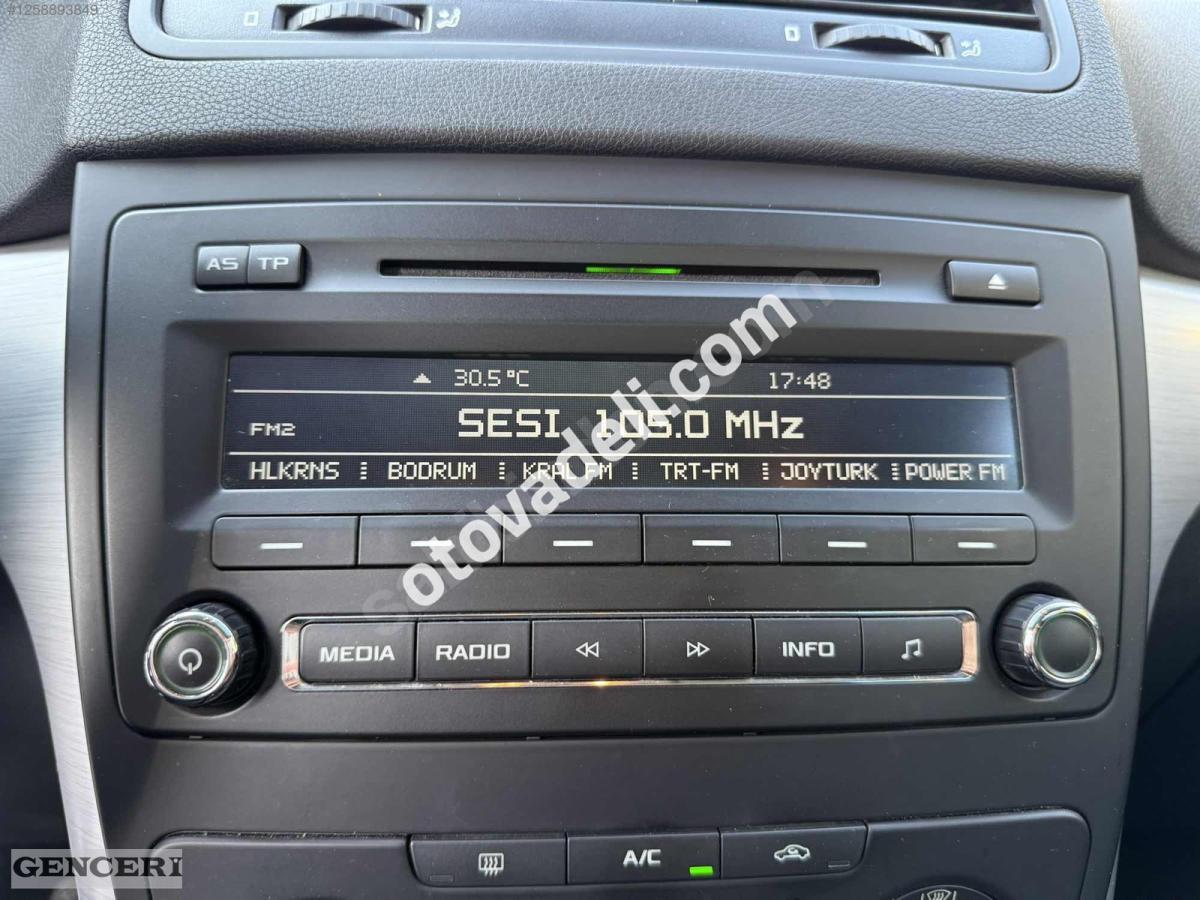 #1258893849
AS TP
30.5°C 17:48
FM2 SESI 105.0 MHz
HLKRNS BODRUM KRAL FM TRT-FM JOYTURK POWER FM
otovadeli.com
MEDIA RADIO INFO
A/C
GENCERİ